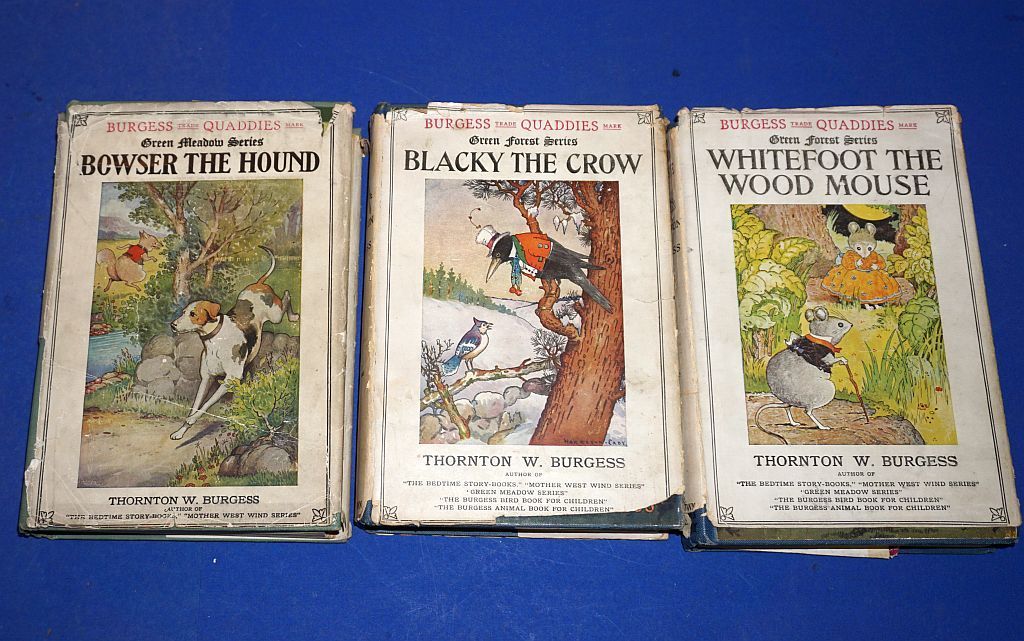 BURGESS TRADE QUADDIES MARK
Green Meadow Series
BOWSER THE HOUND
THORNTON W. BURGESS
AUTHOR OF
"THE BEDTIME STORY-BOOKS," "MOTHER WEST WIND SERIES"
BURGESS TRADE QUADDIES MARK
Green Forest Series
BLACKY THE CROW
HARRISON CADY
THORNTON W. BURGESS
AUTHOR OF
"THE BEDTIME STORY-BOOKS," "MOTHER WEST WIND SERIES"
"GREEN MEADOW SERIES"
"THE BURGESS BIRD BOOK FOR CHILDREN"
"THE BURGESS ANIMAL BOOK FOR CHILDREN"
BURGESS TRADE QUADDIES MARK
Green Forest Series
WHITEFOOT THE
WOOD MOUSE
THORNTON W. BURGESS
AUTHOR OF
"THE BEDTIME STORY-BOOKS," "MOTHER WEST WIND SERIES"
"GREEN MEADOW SERIES"
"THE BURGESS BIRD BOOK FOR CHILDREN"
"THE BURGESS ANIMAL BOOK FOR CHILDREN"